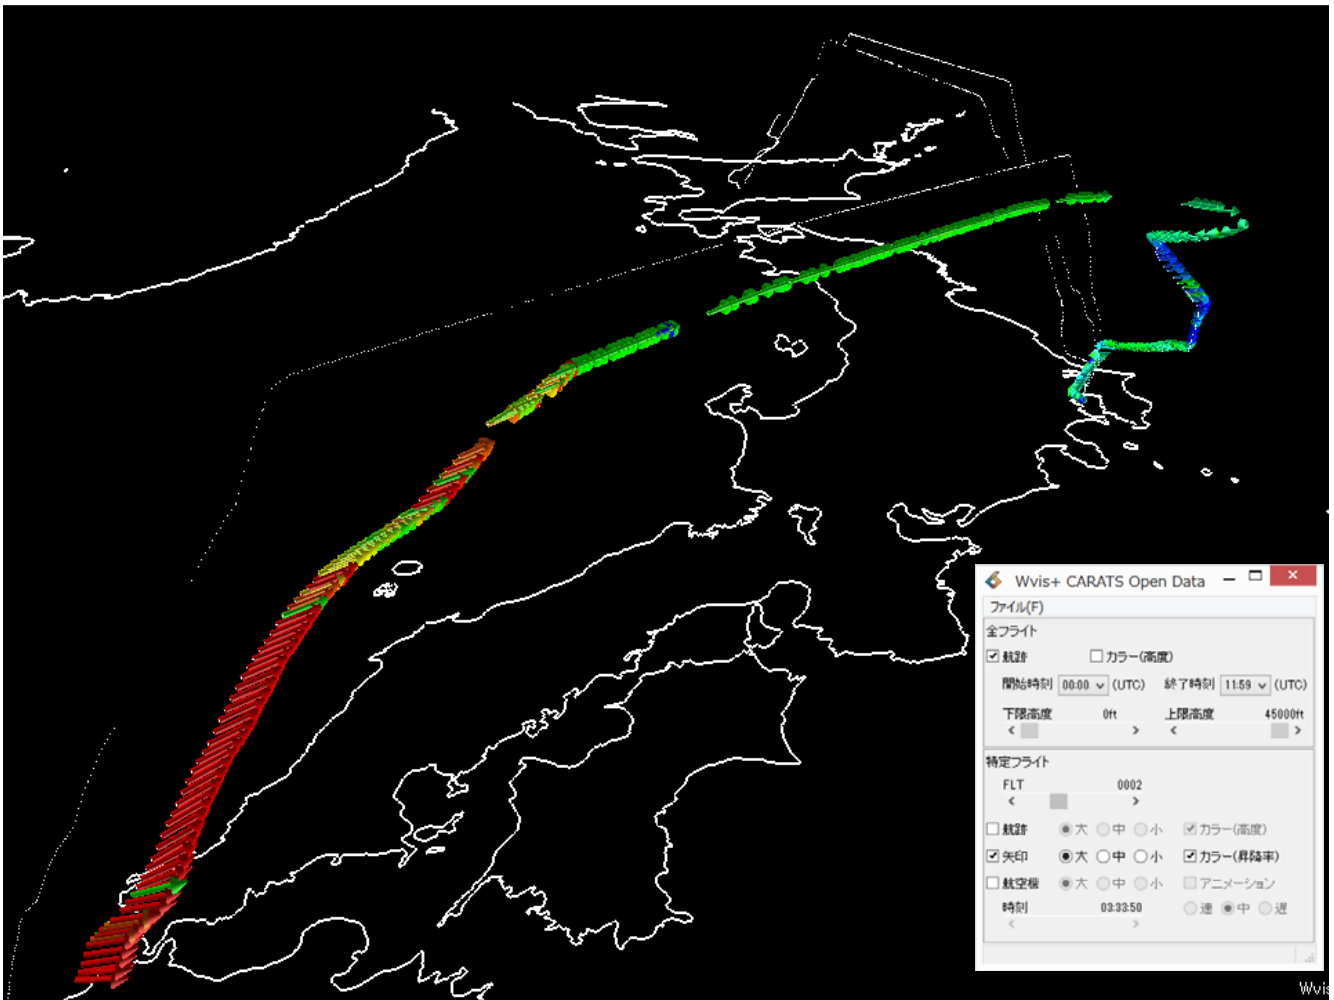 Wvis+ CARATS Open Data
ファイル(F)
全フライト
航跡 カラー(高度)
開始時刻 00:00 (UTC) 終了時刻 11:59 (UTC)
下限高度 0ft 上限高度 45000ft
特定フライト
FLT 0002
航跡 大 中 小 カラー(高度)
矢印 大 中 小 カラー(昇降率)
航空機 大 中 小 アニメーション
時刻 03:33:50 速 中 遅
Wvis